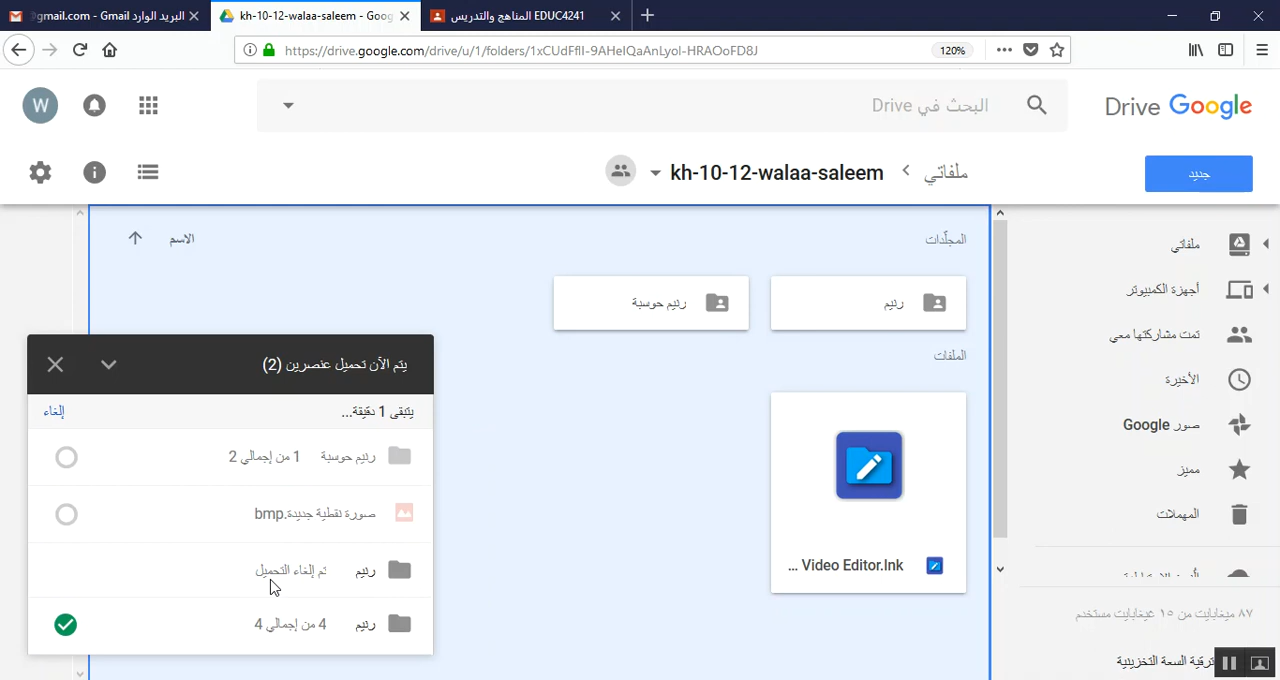 البريد الوارد Gmail - gmail.com
kh-10-12-walaa-saleem - Goog
المناهج والتدريس EDUC4241
https://drive.google.com/drive/u/1/folders/1xCUdFflI-9AHeIQaAnLyol-HRAOoFD8J
120%
Google Drive
البحث في Drive
W
جديد
ملفاتي
kh-10-12-walaa-saleem
ملفاتي
أجهزة الكمبيوتر
تمت مشاركتها معي
الأخيرة
صور Google
مميز
المهملات
٨٧ ميغابايت من ١٥ غيغابايت مستخدم
ترقية السعة التخزينية
المجلّدات
الاسم
رنيم
رنيم حوسبة
الملفات
Video Editor.lnk ...
يتم الآن تحميل عنصرين (2)
يتبقى 1 دقيقة...
إلغاء
رنيم حوسبة 1 من إجمالي 2
صورة نقطية جديدة.bmp
رنيم تم إلغاء التحميل
رنيم 4 من إجمالي 4